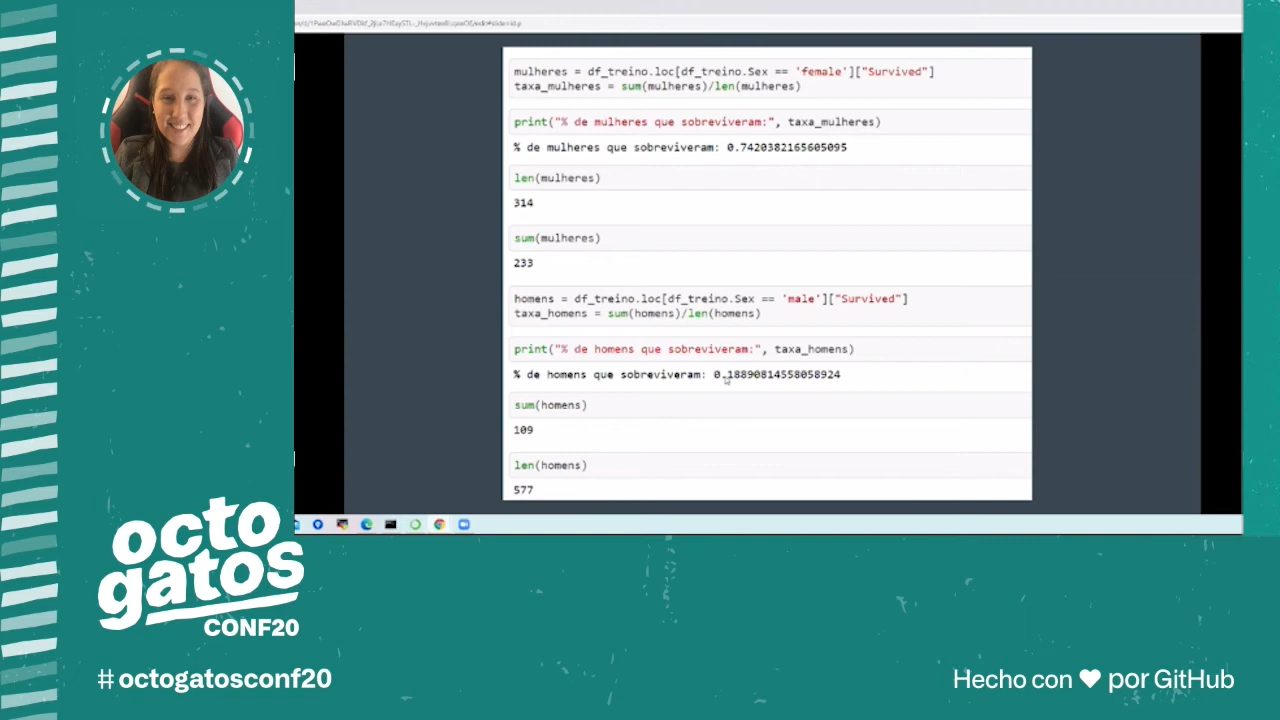 mulheres = df_treino.loc[df_treino.Sex == 'female']["Survived"]
taxa_mulheres = sum(mulheres)/len(mulheres)
print("% de mulheres que sobreviveram:", taxa_mulheres)
% de mulheres que sobreviveram: 0.7420382165605095
len(mulheres)
314
sum(mulheres)
233
homens = df_treino.loc[df_treino.Sex == 'male']["Survived"]
taxa_homens = sum(homens)/len(homens)
print("% de homens que sobreviveram:", taxa_homens)
% de homens que sobreviveram: 0.18890814558058924
sum(homens)
109
len(homens)
577
octo
gatos
CONF20
#octogatosconf20
Hecho con ♥ por GitHub